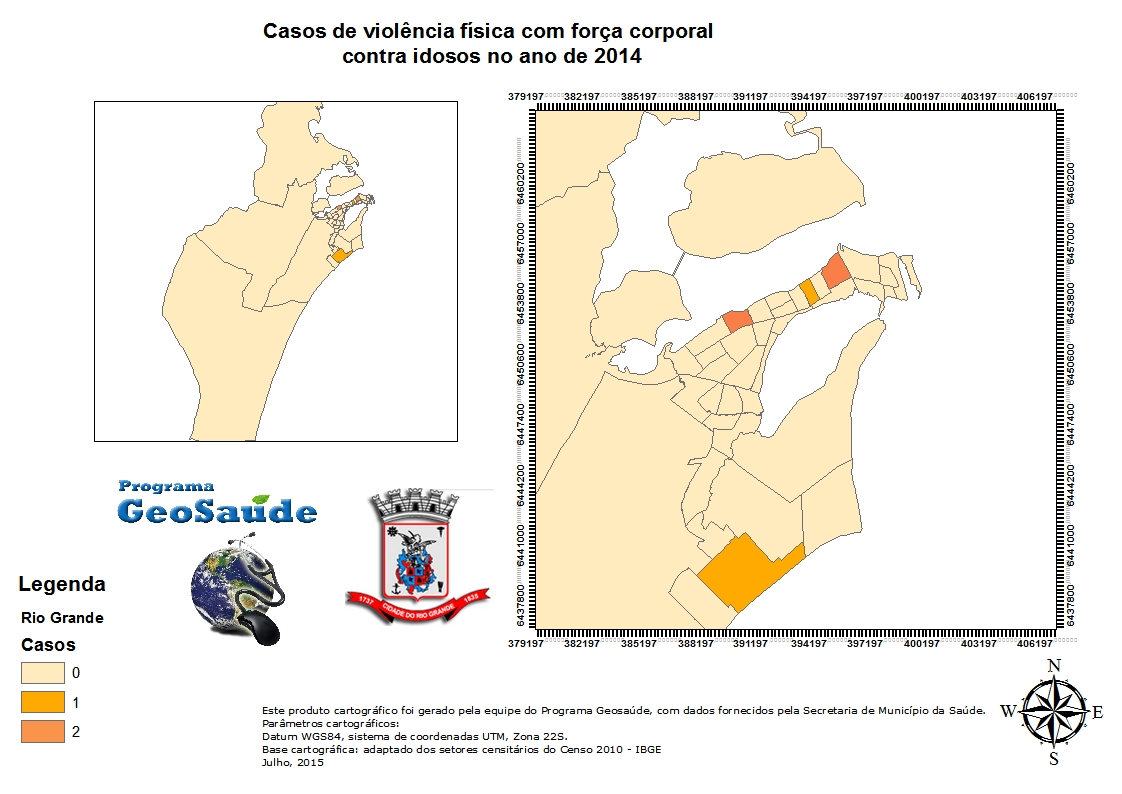 Casos de violência física com força corporal
contra idosos no ano de 2014
379197 382197 385197 388197 391197 394197 397197 400197 403197 406197
6460200 6460200
6457000 6457000
6453800 6453800
6450600 6450600
6447400 6447400
6444200 6444200
6441000 6441000
6437800 6437800
379197 382197 385197 388197 391197 394197 397197 400197 403197 406197
Programa
GeoSaúde
1737 CIDADE DO RIO GRANDE 1835
Legenda
Rio Grande
Casos
0
1
2
N
W E
S
Este produto cartográfico foi gerado pela equipe do Programa Geosaúde, com dados fornecidos pela Secretaria de Município da Saúde.
Parâmetros cartográficos:
Datum WGS84, sistema de coordenadas UTM, Zona 22S.
Base cartográfica: adaptado dos setores censitários do Censo 2010 - IBGE
Julho, 2015